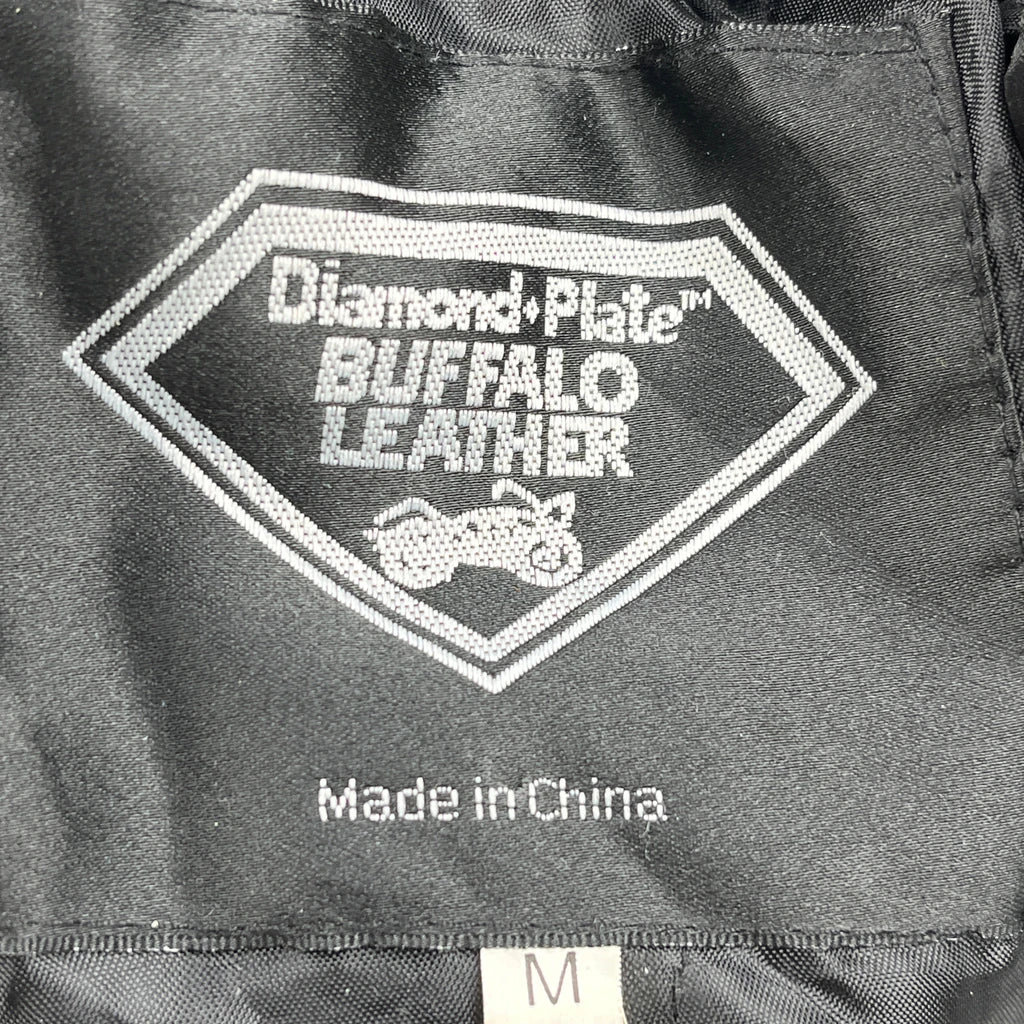 Diamond♦Plate™
BUFFALO
LEATHER
Made in China
M